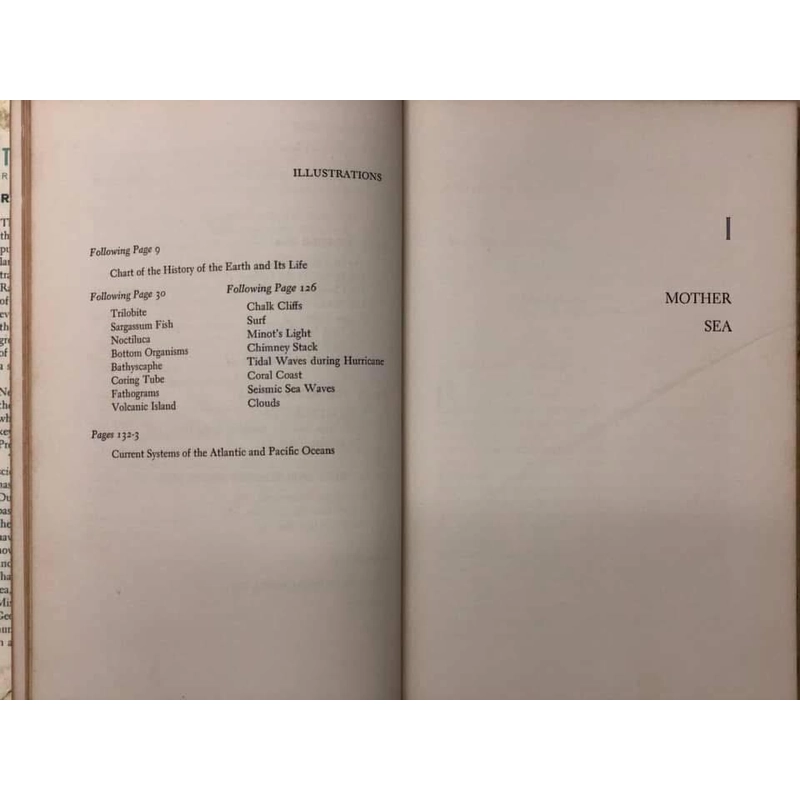 ILLUSTRATIONS
Following Page 9
Chart of the History of the Earth and Its Life
Following Page 30
Trilobite
Sargassum Fish
Noctiluca
Bottom Organisms
Bathyscaphe
Coring Tube
Fathograms
Volcanic Island
Following Page 126
Chalk Cliffs
Surf
Minot's Light
Chimney Stack
Tidal Waves during Hurricane
Coral Coast
Seismic Sea Waves
Clouds
Pages 132-3
Current Systems of the Atlantic and Pacific Oceans
I
MOTHER
SEA